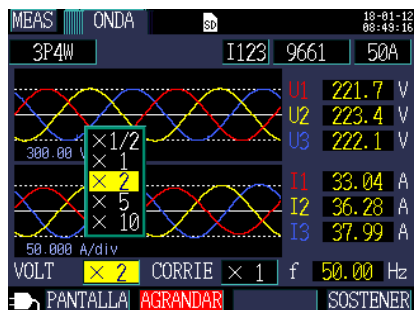 MEAS ONDA SD 18-01-12
08:49:16
3P4W I123 9661 50A
U1 221.7 V
U2 223.4 V
U3 222.1 V
300.00 V
×1/2
× 1
× 2
× 5
× 10
I1 33.04 A
I2 36.28 A
I3 37.99 A
50.000 A/div
VOLT × 2 CORRIE × 1 f 50.00 Hz
PANTALLA AGRANDAR SOSTENER